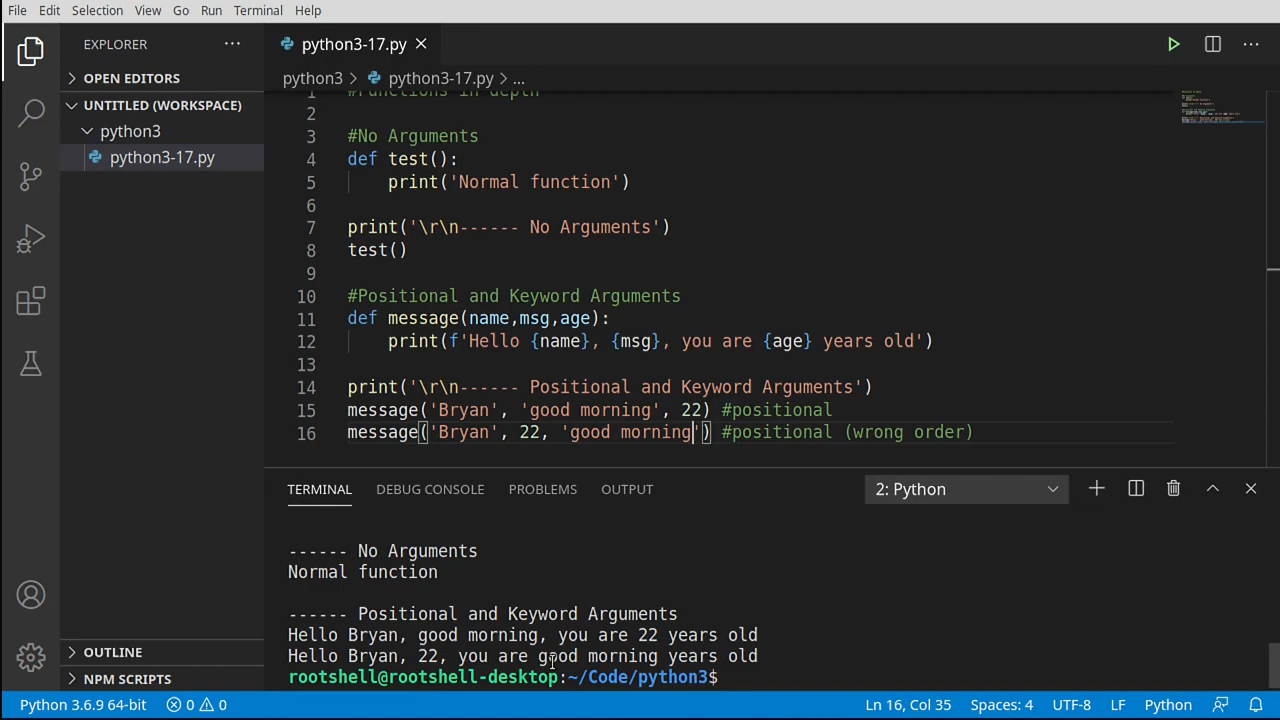 File Edit Selection View Go Run Terminal Help
EXPLORER ...
python3-17.py
OPEN EDITORS
python3 > python3-17.py > ...
UNTITLED (WORKSPACE)
python3
python3-17.py
1 #Functions in depth
2
3 #No Arguments
4 def test():
5 print('Normal function')
6
7 print('\r\n------ No Arguments')
8 test()
9
10 #Positional and Keyword Arguments
11 def message(name,msg,age):
12 print(f'Hello {name}, {msg}, you are {age} years old')
13
14 print('\r\n------ Positional and Keyword Arguments')
15 message('Bryan', 'good morning', 22) #positional
16 message('Bryan', 22, 'good morning') #positional (wrong order)
TERMINAL DEBUG CONSOLE PROBLEMS OUTPUT 2: Python
------ No Arguments
Normal function
------ Positional and Keyword Arguments
Hello Bryan, good morning, you are 22 years old
Hello Bryan, 22, you are good morning years old
rootshell@rootshell-desktop:~/Code/python3$
OUTLINE
NPM SCRIPTS
Python 3.6.9 64-bit 0 0 Ln 16, Col 35 Spaces: 4 UTF-8 LF Python